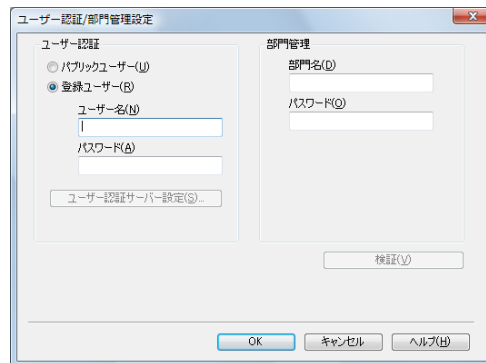 ユーザー認証/部門管理設定
ユーザー認証
パブリックユーザー(U)
登録ユーザー(R)
ユーザー名(N)
パスワード(A)
ユーザー認証サーバー設定(S)...
部門管理
部門名(D)
パスワード(O)
検証(V)
OK
キャンセル
ヘルプ(H)